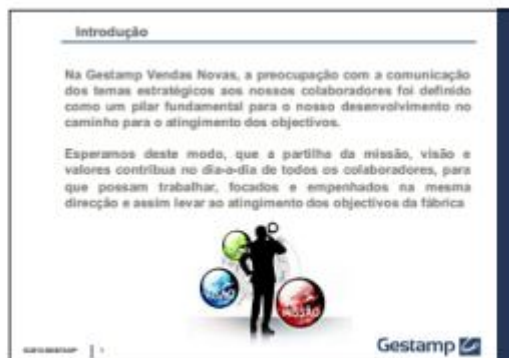 Introdução
Na Gestamp Vendas Novas, a preocupação com a comunicação
dos temas estratégicos aos nossos colaboradores foi definido
como um pilar fundamental para o nosso desenvolvimento no
caminho para o atingimento dos objectivos.
Esperamos deste modo, que a partilha da missão, visão e
valores contribua no dia-a-dia de todos os colaboradores, para
que possam trabalhar, focados e empenhados na mesma
direcção e assim levar ao atingimento dos objectivos da fábrica
MISSÃO
Gestamp